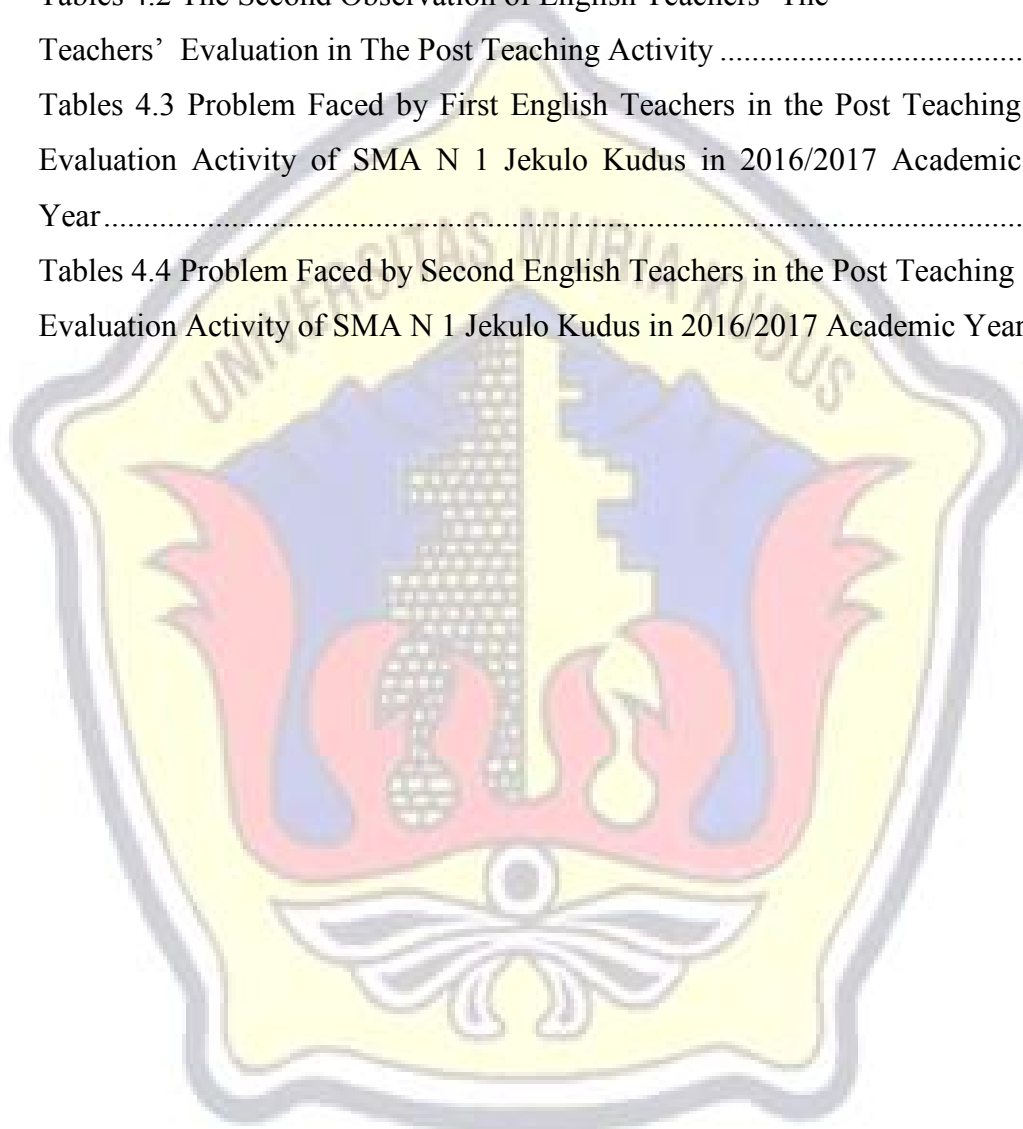 Tables 4.2 The Second Observation of English Teachers' The
Teachers' Evaluation in The Post Teaching Activity ...................................
Tables 4.3 Problem Faced by First English Teachers in the Post Teaching
Evaluation Activity of SMA N 1 Jekulo Kudus in 2016/2017 Academic
Year...................................................................................................................
Tables 4.4 Problem Faced by Second English Teachers in the Post Teaching
Evaluation Activity of SMA N 1 Jekulo Kudus in 2016/2017 Academic Year
UNIVERSITAS MURIA KUDUS